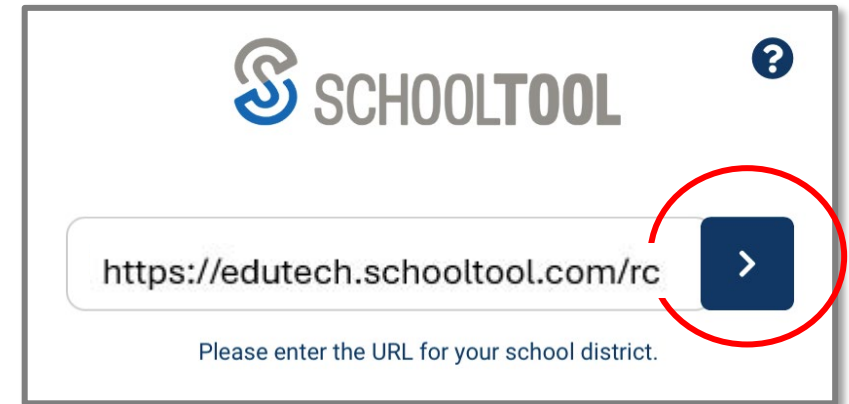 SCHOOLTOOL
?
https://edutech.schooltool.com/rc
Please enter the URL for your school district.